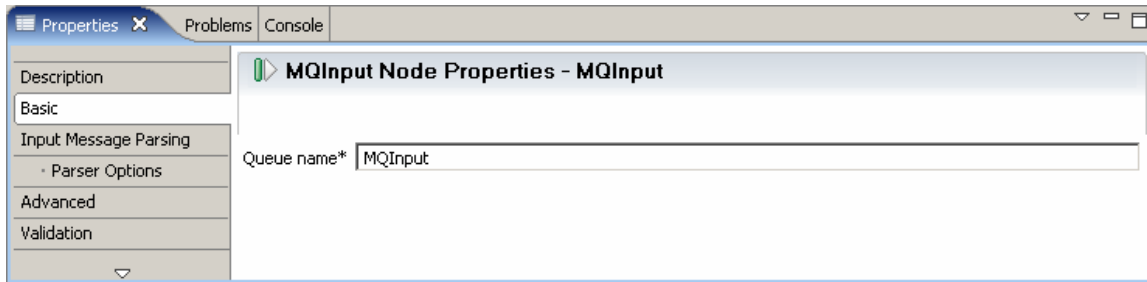 Properties Problems Console
MQInput Node Properties - MQInput
Description
Basic
Input Message Parsing
Parser Options
Advanced
Validation
Queue name* MQInput